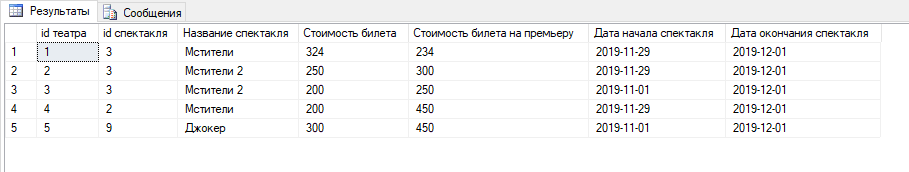 Результаты Сообщения
id театра id спектакля Название спектакля Стоимость билета Стоимость билета на премьеру Дата начала спектакля Дата окончания спектакля
1 1 3 Мстители 324 234 2019-11-29 2019-12-01
2 2 3 Мстители 2 250 300 2019-11-29 2019-12-01
3 3 3 Мстители 2 200 250 2019-11-01 2019-12-01
4 4 2 Мстители 200 450 2019-11-29 2019-12-01
5 5 9 Джокер 300 450 2019-11-01 2019-12-01